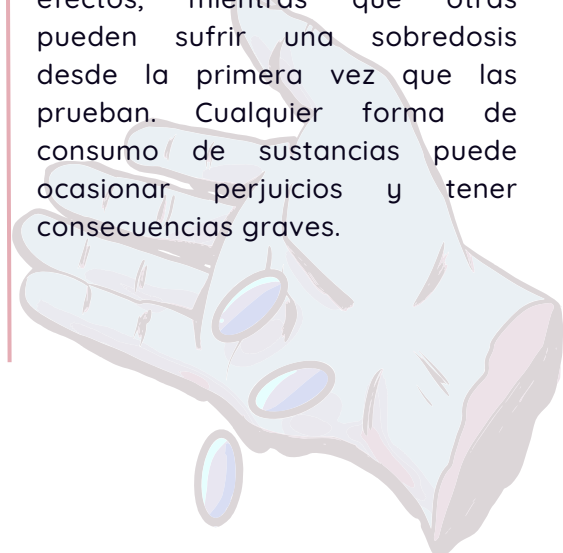 efectos, mientras que otras
pueden sufrir una sobredosis
desde la primera vez que las
prueban. Cualquier forma de
consumo de sustancias puede
ocasionar perjuicios y tener
consecuencias graves.